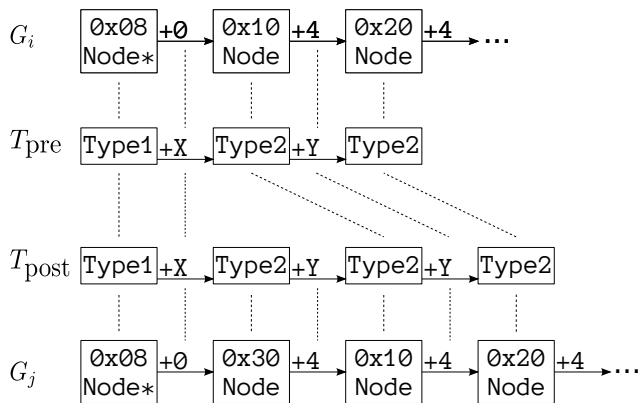 G_i 0x08 Node* +0 0x10 Node +4 0x20 Node +4 ...
T_pre Type1 +X Type2 +Y Type2
T_post Type1 +X Type2 +Y Type2 +Y Type2
G_j 0x08 Node* +0 0x30 Node +4 0x10 Node +4 0x20 Node +4 ...